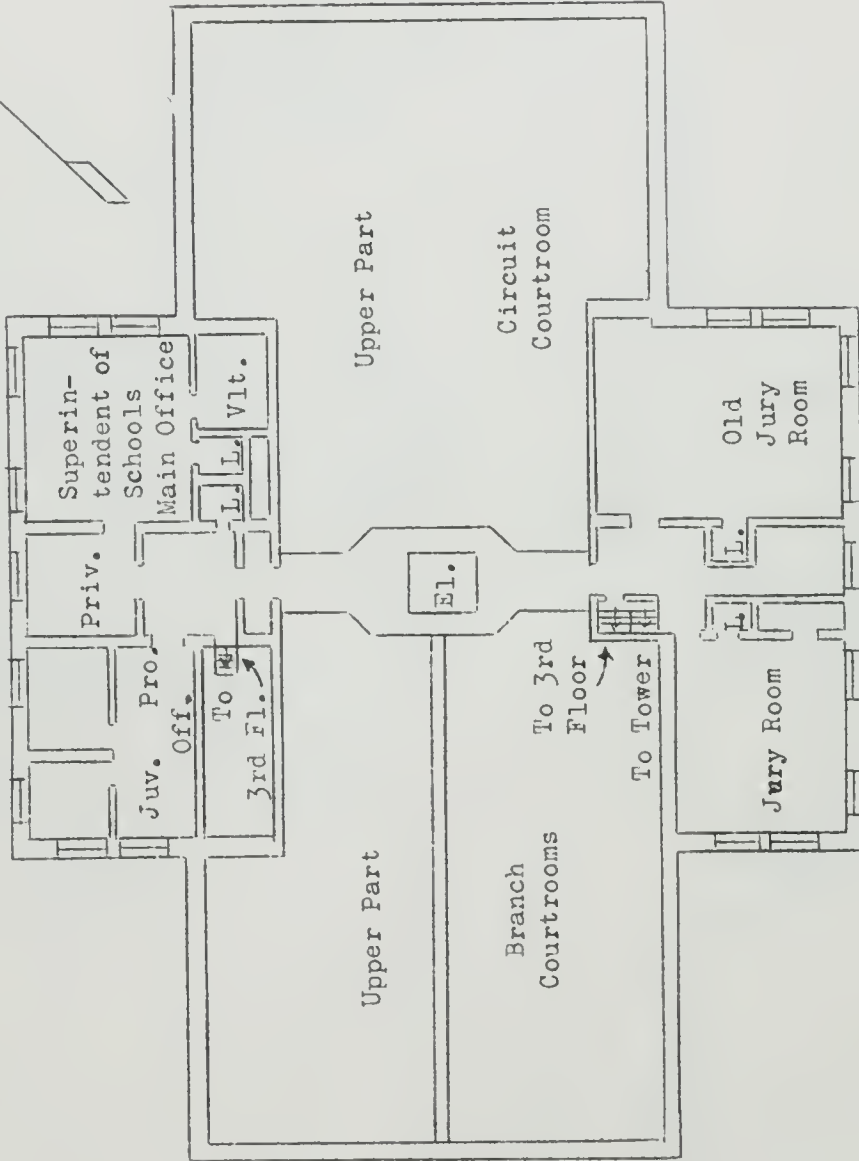 Superin-
tendent of
Schools
Main Office
Priv.
L.
L.
Vlt.
Juv. Pro.
Off.
To
3rd Fl.
Upper Part
Circuit
Courtroom
El.
Upper Part
Branch
Courtrooms
To 3rd
Floor
To Tower
Old
Jury
Room
L.
L.
Jury Room